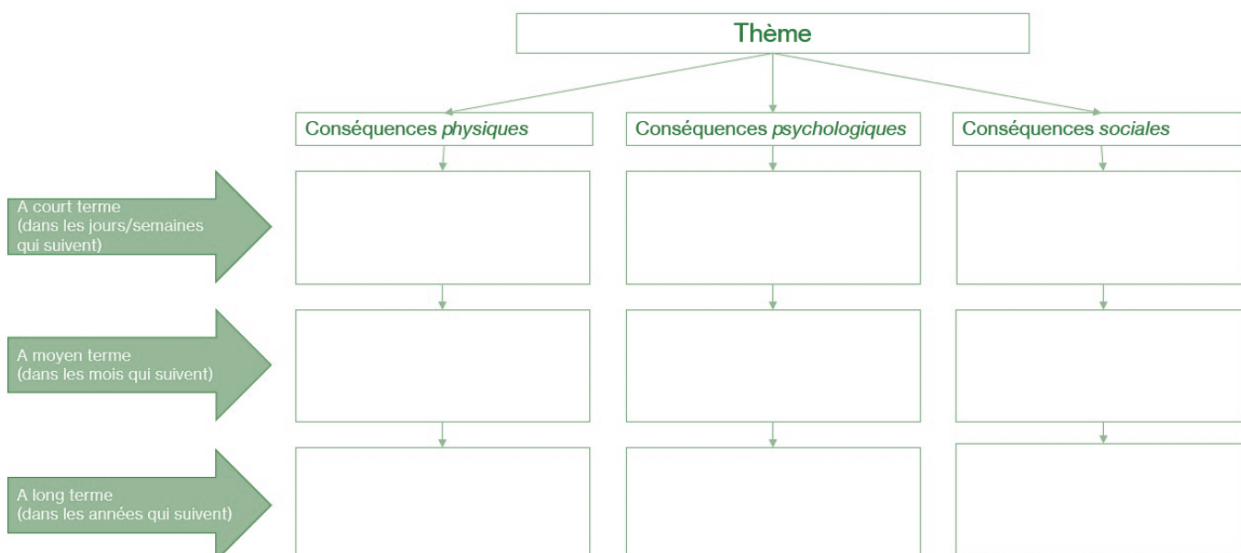 Thème
Conséquences physiques
Conséquences psychologiques
Conséquences sociales
A court terme
(dans les jours/semaines
qui suivent)
A moyen terme
(dans les mois qui suivent)
A long terme
(dans les années qui suivent)